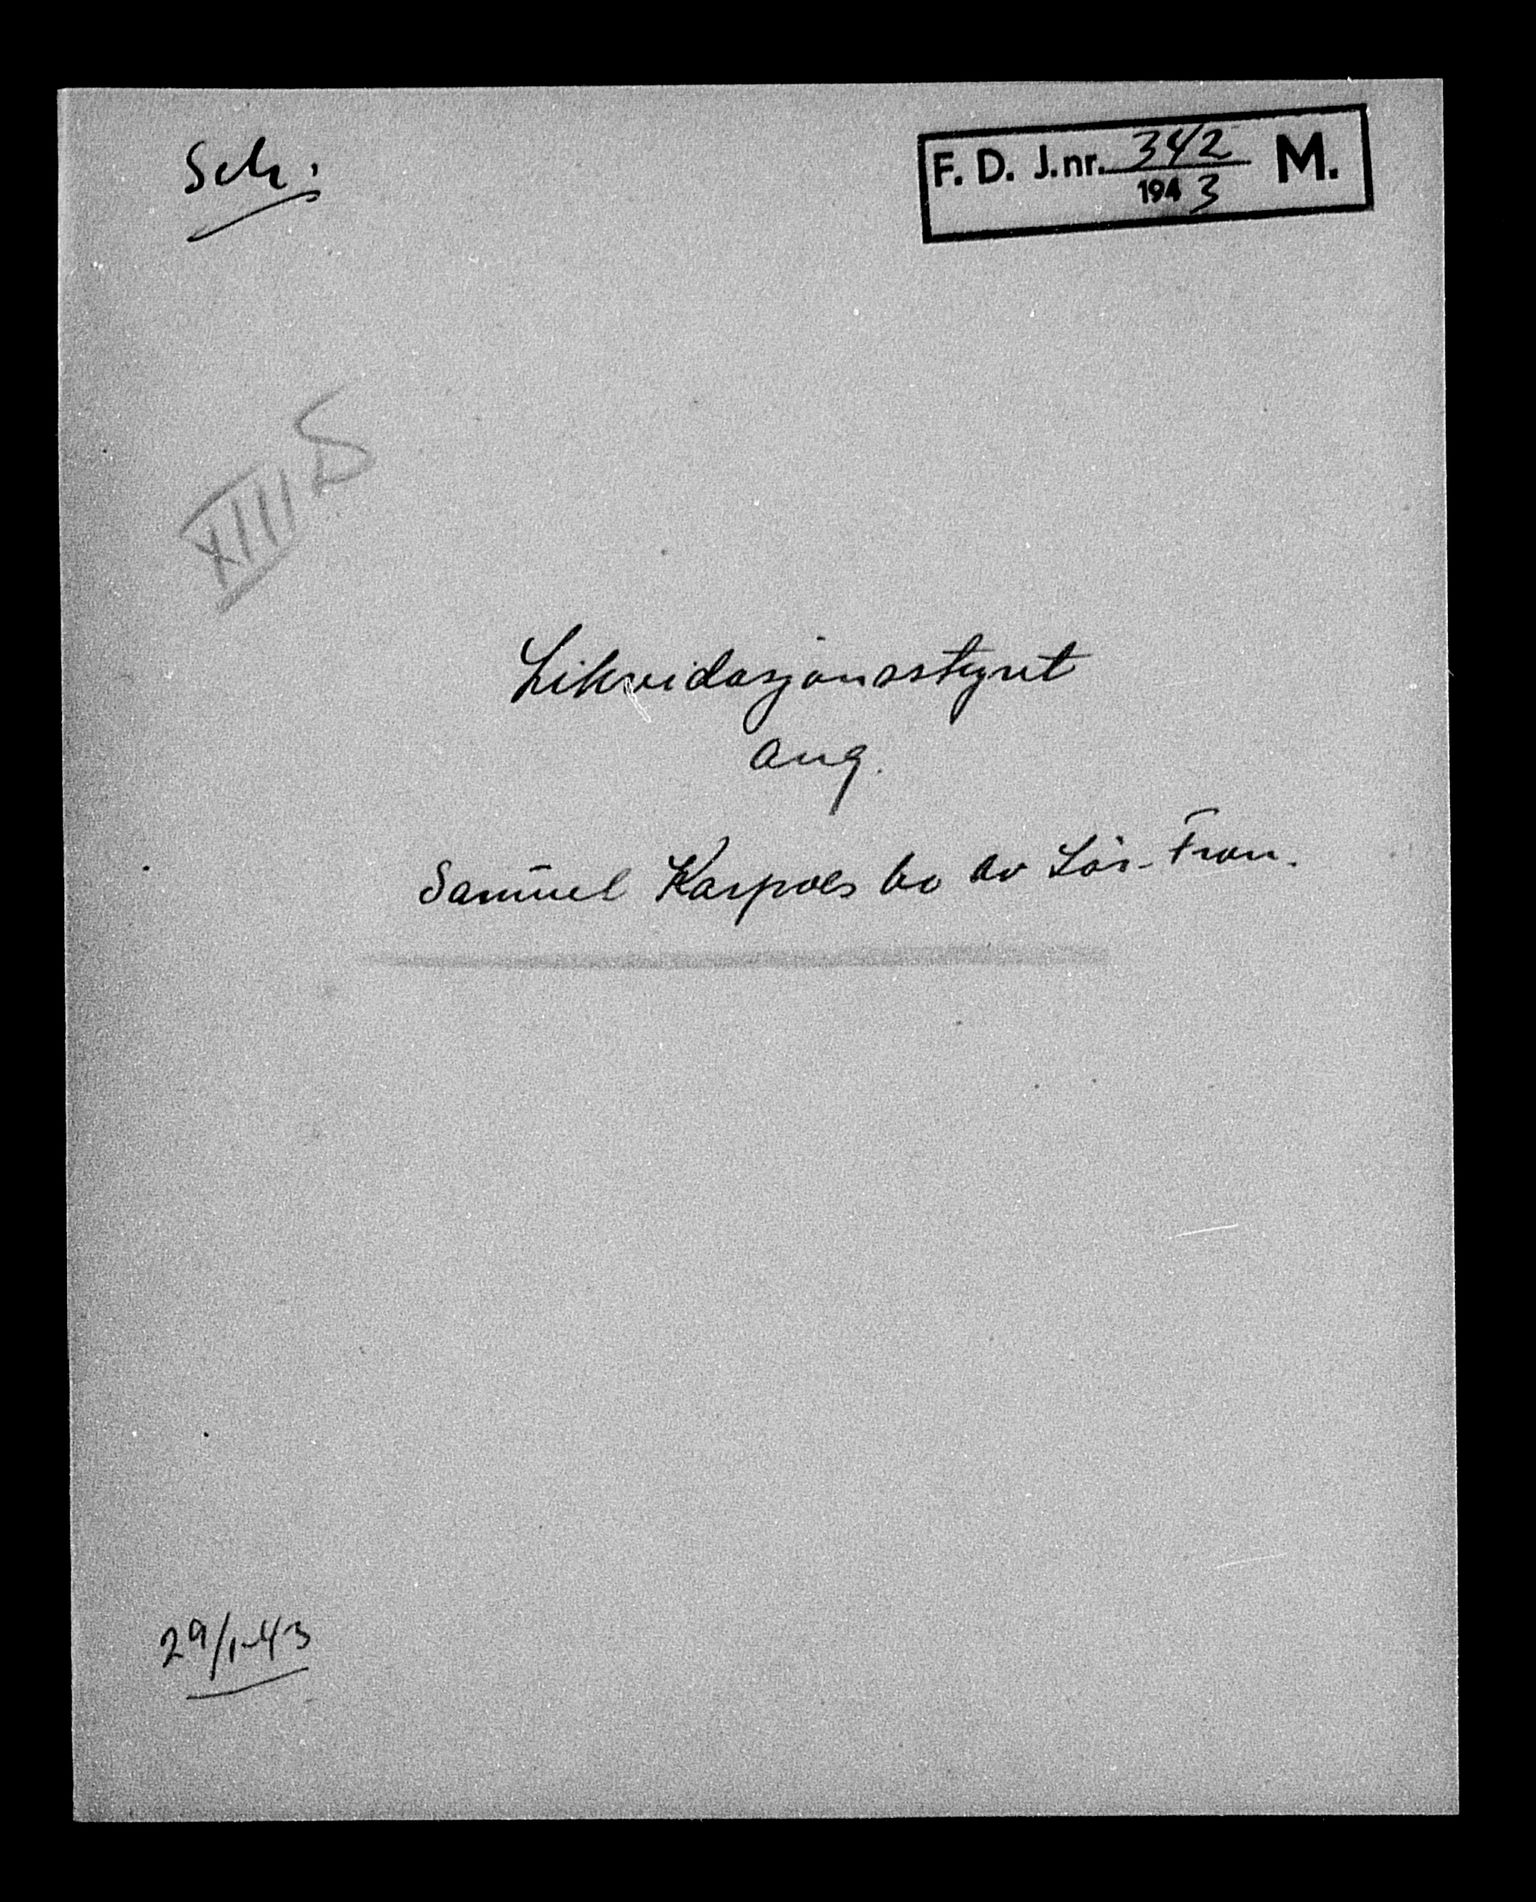 Sch.
F. D. J.nr. 342 M.
1943
XIII D
Likvidasjonsstyret
ang.
Samuel Karpols bo av Sør-Fron.
29/1-43